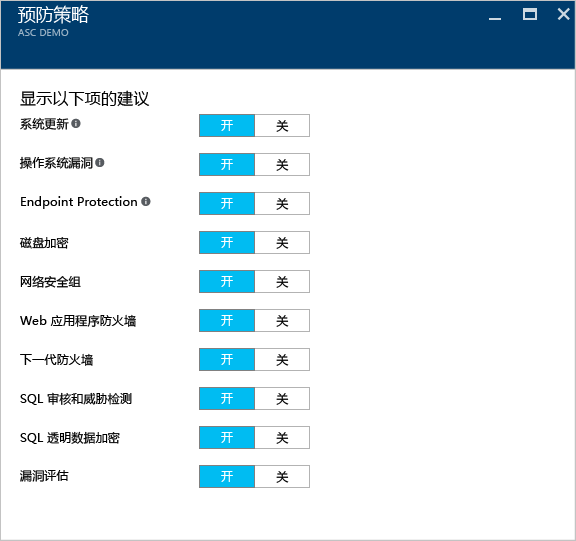 预防策略
ASC DEMO
显示以下项的建议
系统更新 开 关
操作系统漏洞 开 关
Endpoint Protection 开 关
磁盘加密 开 关
网络安全组 开 关
Web 应用程序防火墙 开 关
下一代防火墙 开 关
SQL 审核和威胁检测 开 关
SQL 透明数据加密 开 关
漏洞评估 开 关